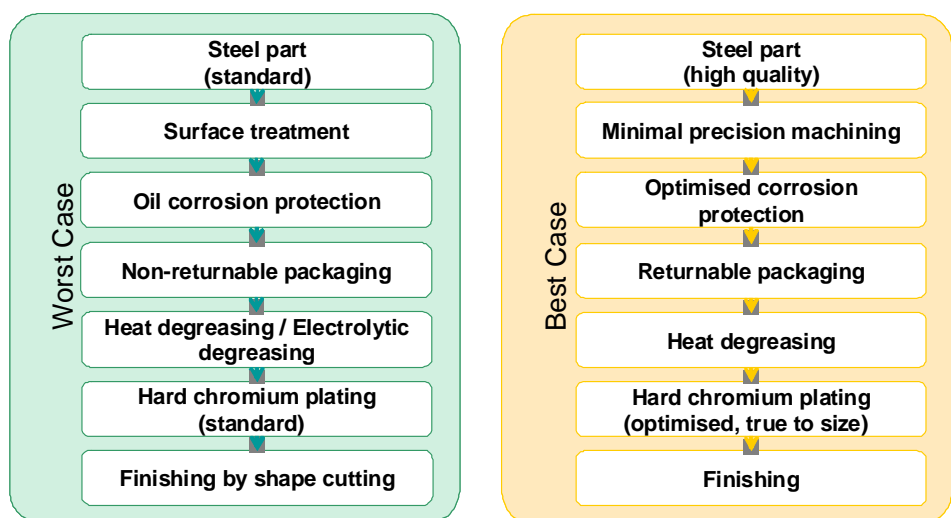 Worst Case
Steel part
(standard)
Surface treatment
Oil corrosion protection
Non-returnable packaging
Heat degreasing / Electrolytic
degreasing
Hard chromium plating
(standard)
Finishing by shape cutting
Best Case
Steel part
(high quality)
Minimal precision machining
Optimised corrosion
protection
Returnable packaging
Heat degreasing
Hard chromium plating
(optimised, true to size)
Finishing